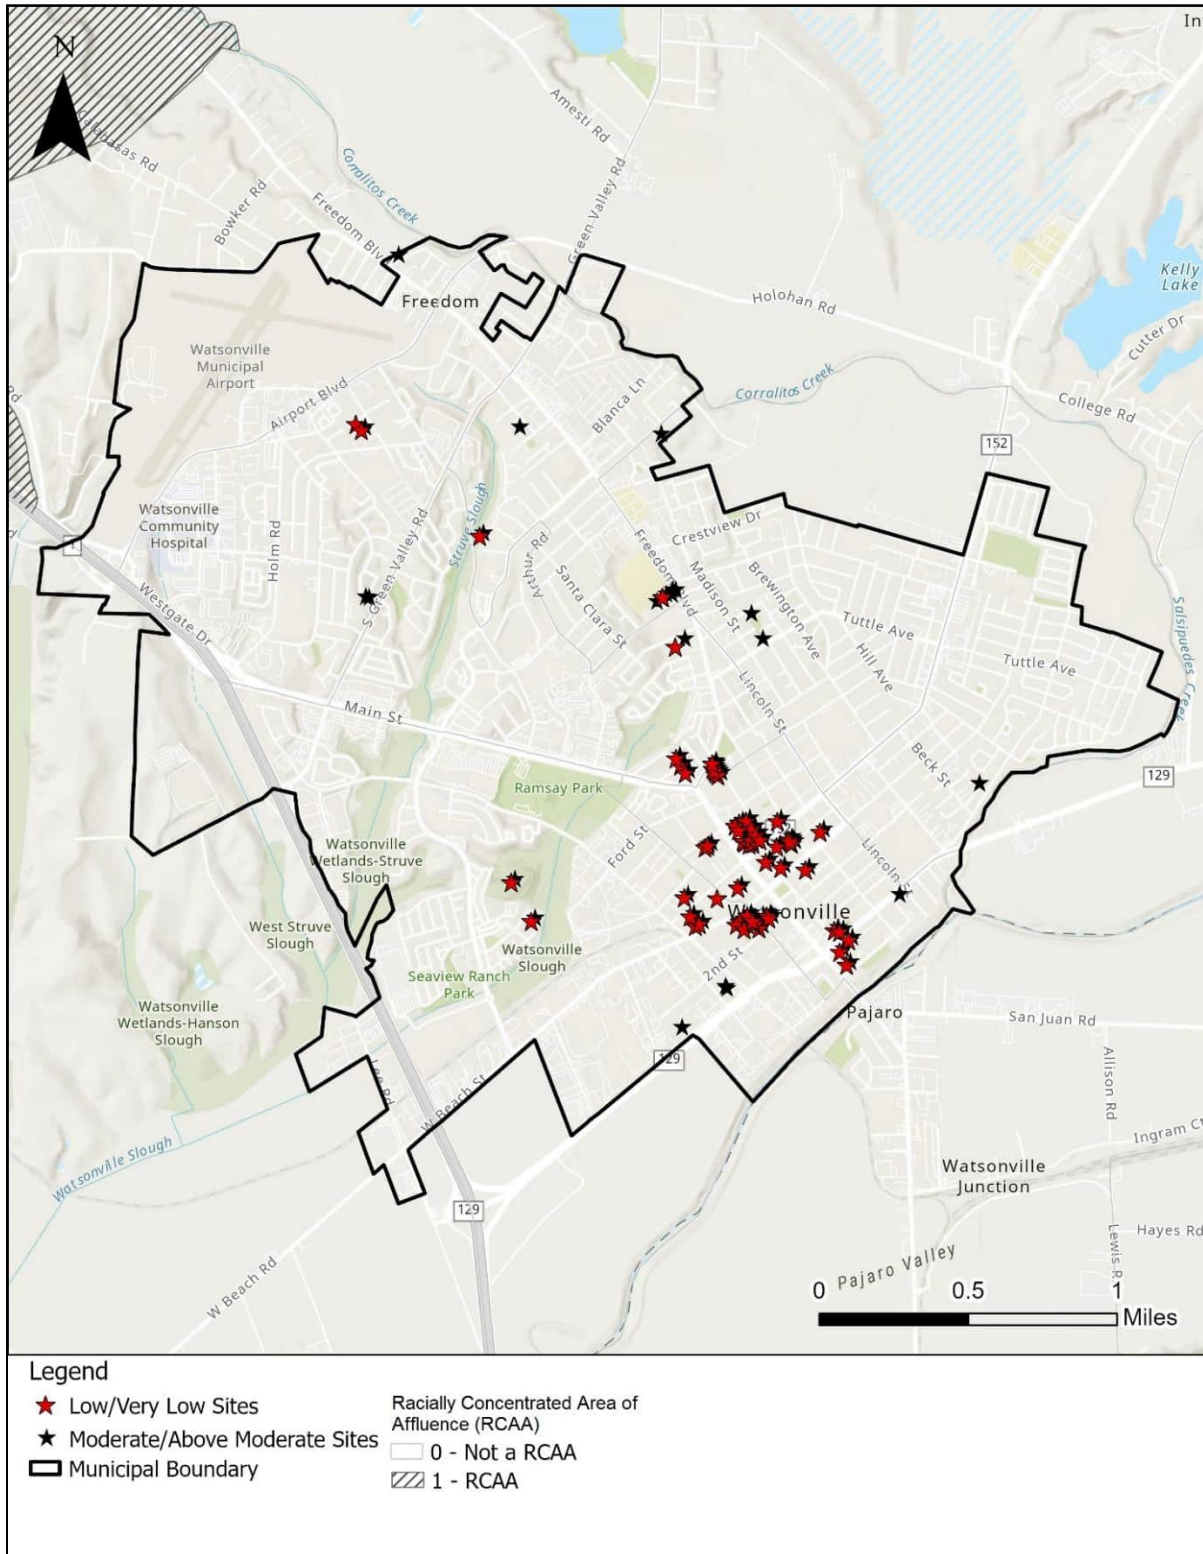 In
N
Amesti Rd
Calabasas Rd
Green Valley Rd
Corralitos
Creek
Bowker Rd
Freedom Blv
Kelly
Lake
Freedom
Holohan Rd
Cutter Dr
Watsonville
Municipal
Airport
Airport Blvd
Blanca Ln
Corralitos Creek
College Rd
152
Watsonville
Community
Hospital
Holm Rd
S Green Valley Rd
Struve Slough
Arthur Rd
Santa Clara St
Freedom Blvd
Crestview Dr
Madison St
Brewington Ave
Tuttle Ave
Hill Ave
Tuttle Ave
Salsipuedes Creek
1
Westgate Dr
Main St
Lincoln St
Beck St
129
Ramsay Park
Ford St
Watsonville
Wetlands-Struve
Slough
Lincoln St
West Struve
Slough
Watsonville
Slough
Watsonville
2nd St
Seaview Ranch
Park
Watsonville
Wetlands-Hanson
Slough
Pajaro
San Juan Rd
129
Lee Rd
W Beach St
Allison Rd
Ingram Ct
Watsonville Slough
Watsonville
Junction
129
Hayes Rd
Lewis R
W Beach Rd
Pajaro Valley
0 0.5 1
Miles
Legend
Low/Very Low Sites
Moderate/Above Moderate Sites
Municipal Boundary
Racially Concentrated Area of
Affluence (RCAA)
0 - Not a RCAA
1 - RCAA